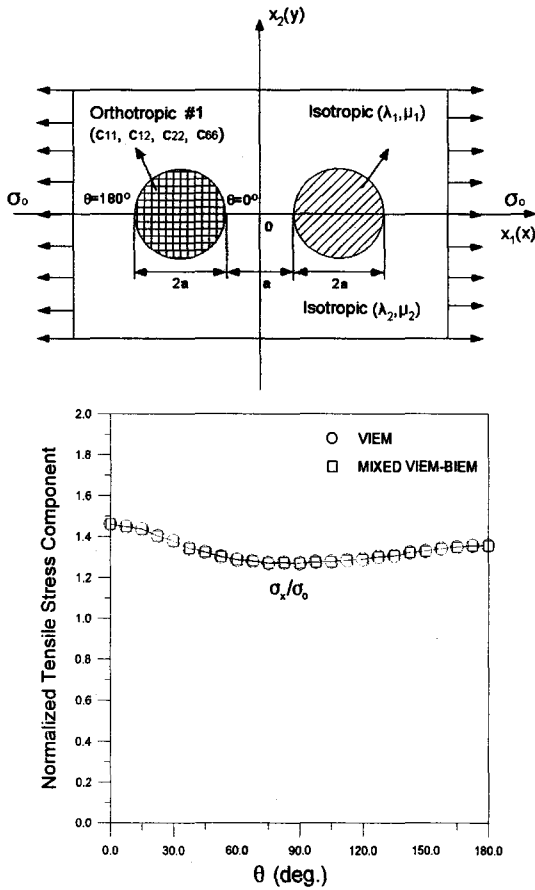 x₂(y)
Orthotropic #1
(c₁₁, c₁₂, c₂₂, c₆₆)
Isotropic (λ₁,μ₁)
σ₀
θ=180°
θ=0°
0
σ₀
x₁(x)
2a
a
2a
Isotropic (λ₂,μ₂)
2.0
1.8
1.6
1.4
1.2
1.0
0.8
0.6
0.4
0.2
0.0
Normalized Tensile Stress Component
VIEM
MIXED VIEM-BIEM
σₓ/σ₀
0.0
30.0
60.0
90.0
120.0
150.0
180.0
θ (deg.)